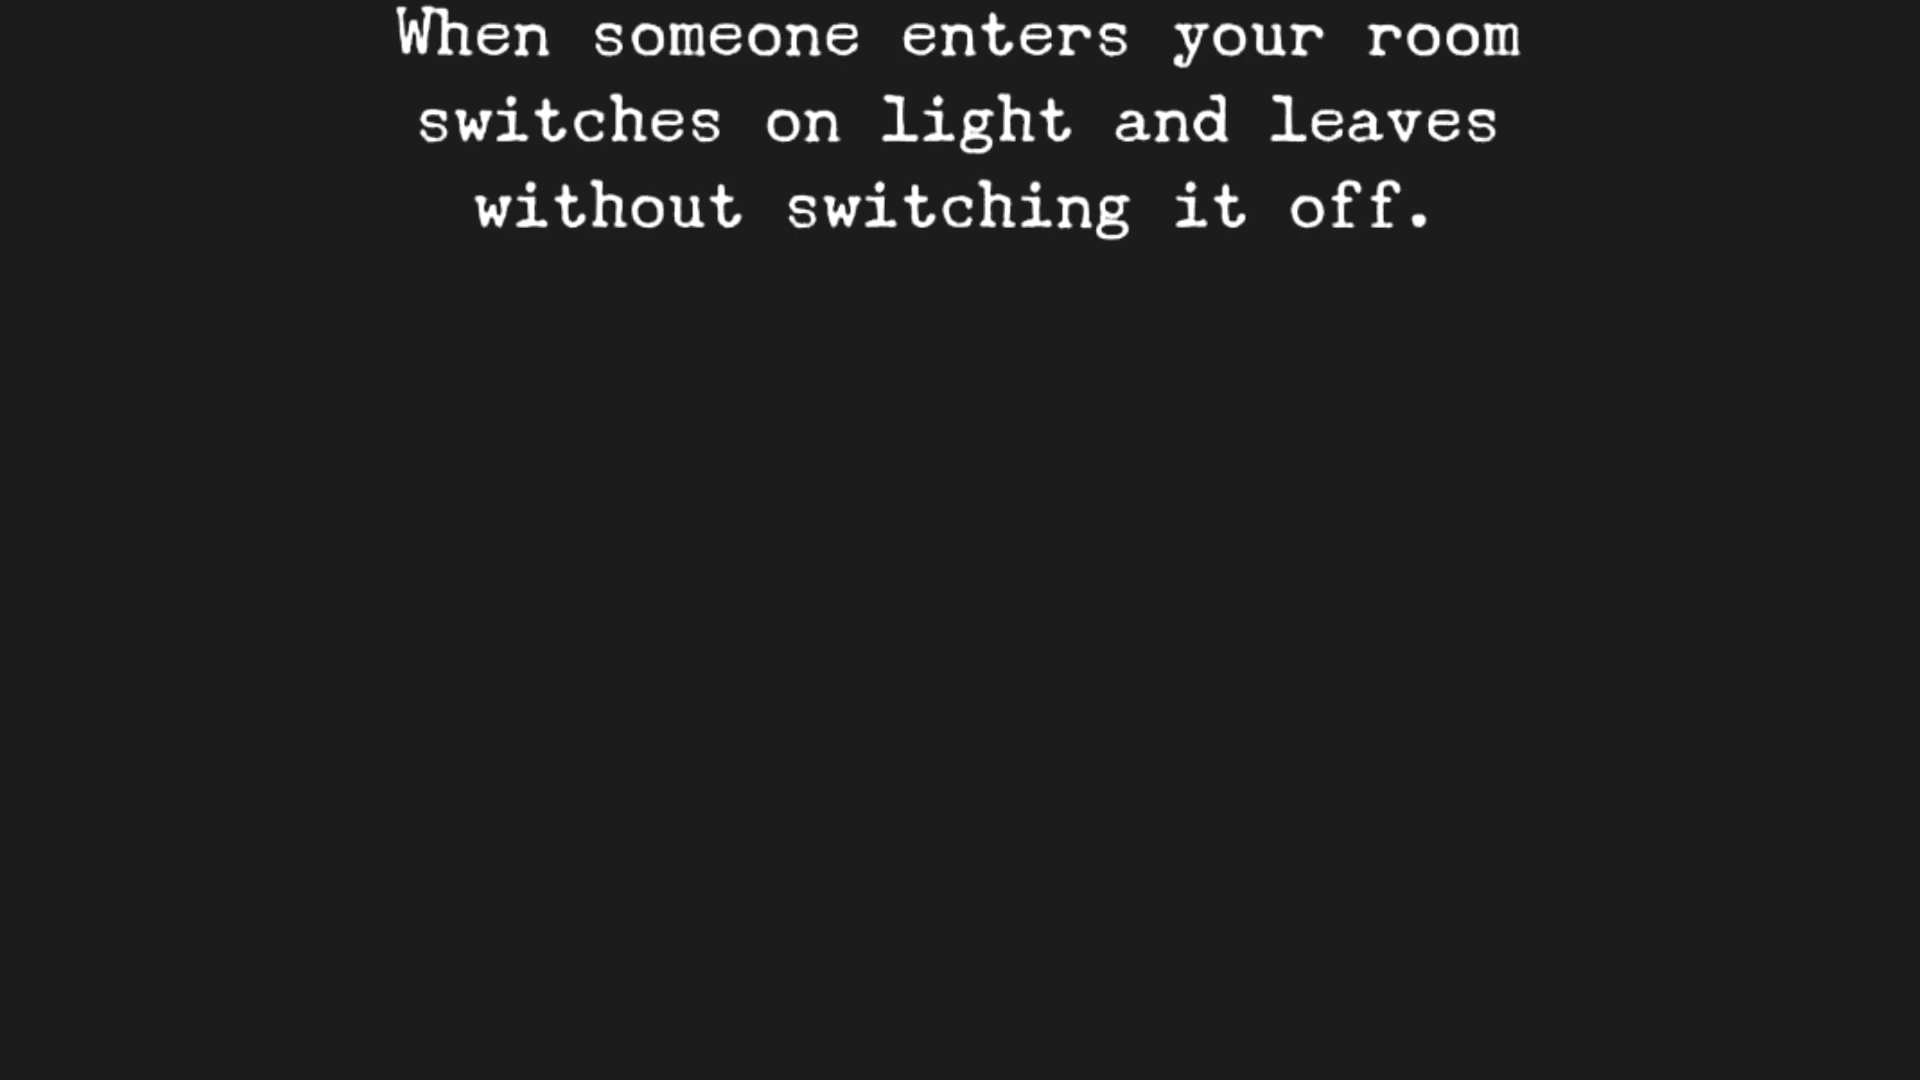 When someone enters your room
switches on light and leaves
without switching it off.